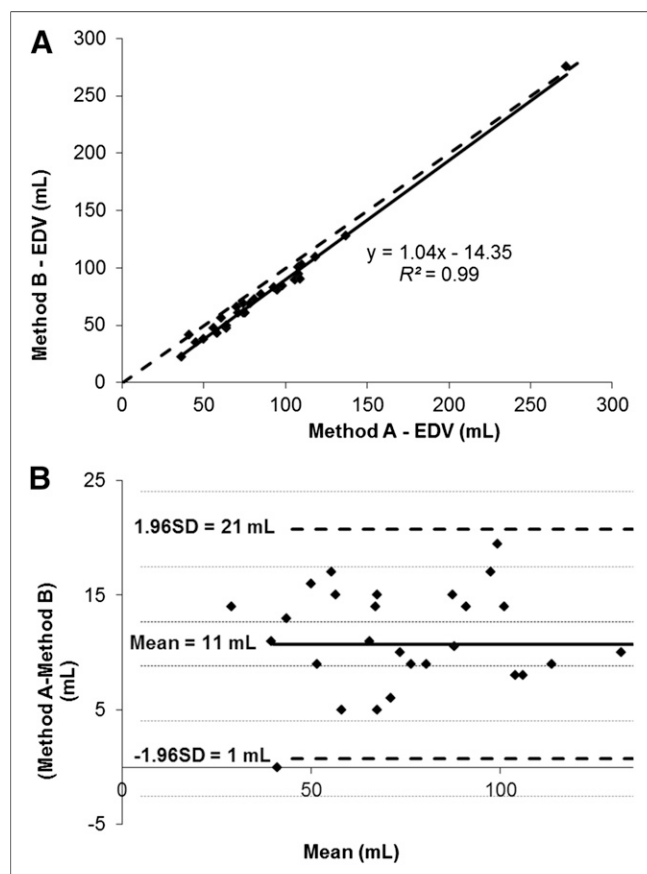 A
300
250
200
150
100
50
0
Method B - EDV (mL)
y = 1.04x - 14.35
R² = 0.99
0 50 100 150 200 250 300
Method A - EDV (mL)
B
25
15
5
-5
(Method A-Method B)
(mL)
1.96SD = 21 mL
Mean = 11 mL
-1.96SD = 1 mL
0 50 100
Mean (mL)